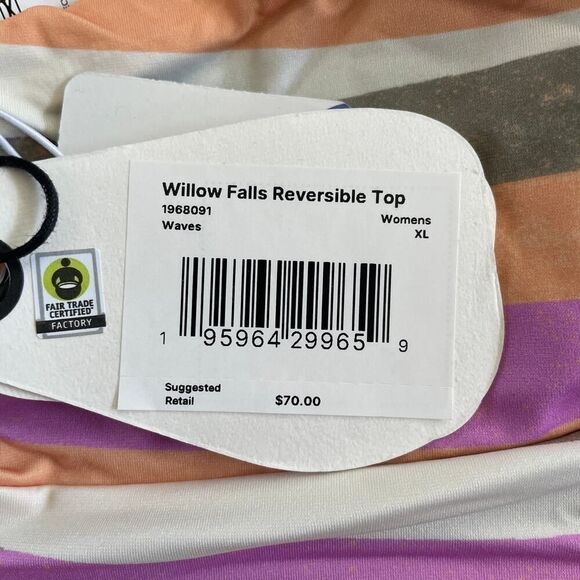 Willow Falls Reversible Top
1968091 Womens
Waves XL
1 95964 29965 9
Suggested
Retail $70.00
FAIR TRADE
CERTIFIED™
FACTORY